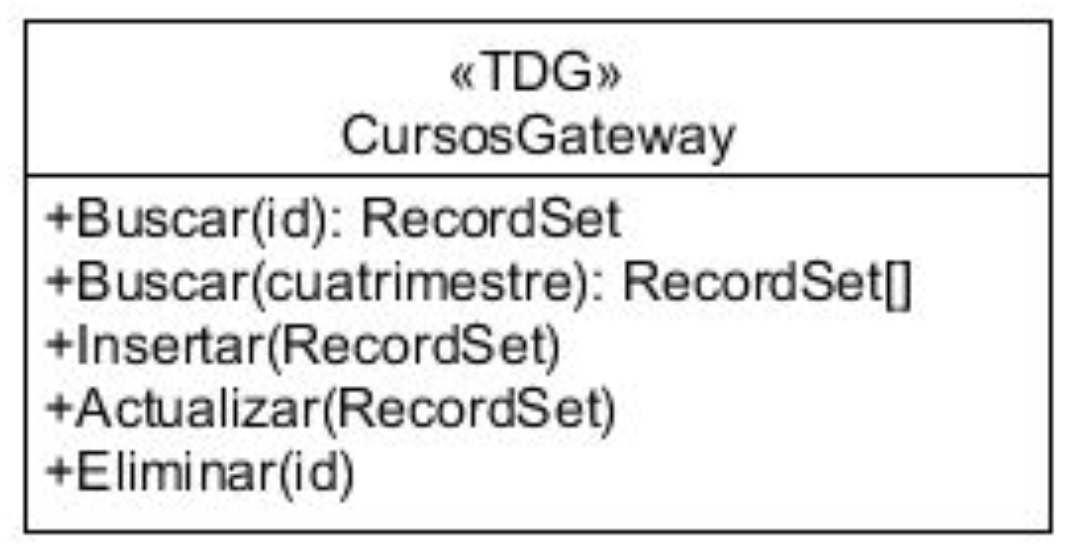 «TDG»
CursosGateway
+Buscar(id): RecordSet
+Buscar(cuatrimestre): RecordSet[]
+Insertar(RecordSet)
+Actualizar(RecordSet)
+Eliminar(id)